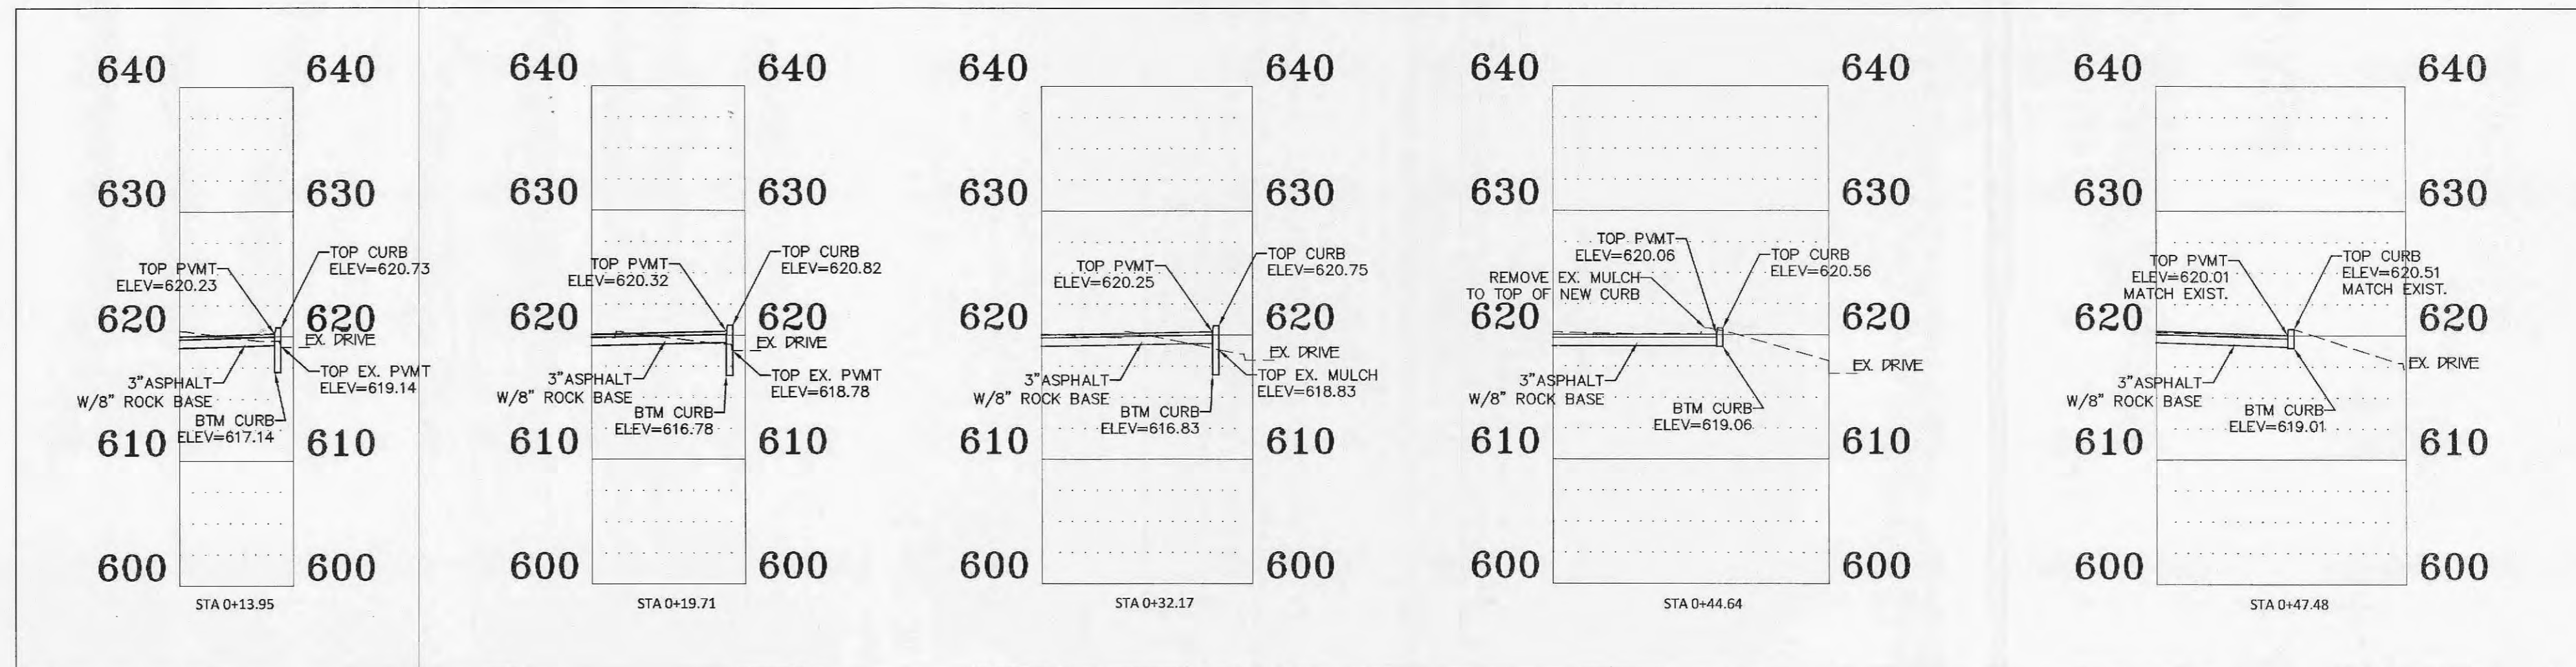 640 640
630 630
TOP CURB
ELEV=620.73
TOP PVMT
ELEV=620.23
620 620
EX. DRIVE
TOP EX. PVMT
ELEV=619.14
3"ASPHALT
W/8" ROCK BASE
BTM CURB
ELEV=617.14
610 610
600 600
STA 0+13.95
640 640
630 630
TOP CURB
ELEV=620.82
TOP PVMT
ELEV=620.32
620 620
EX. DRIVE
TOP EX. PVMT
ELEV=618.78
3"ASPHALT
W/8" ROCK BASE
BTM CURB
ELEV=616.78
610 610
600 600
STA 0+19.71
640 640
630 630
TOP CURB
ELEV=620.75
TOP PVMT
ELEV=620.25
620 620
EX. DRIVE
TOP EX. MULCH
ELEV=618.83
3"ASPHALT
W/8" ROCK BASE
BTM CURB
ELEV=616.83
610 610
600 600
STA 0+32.17
640 640
630 630
TOP PVMT
ELEV=620.06
TOP CURB
ELEV=620.56
REMOVE EX. MULCH
TO TOP OF NEW CURB
620 620
EX. DRIVE
3"ASPHALT
W/8" ROCK BASE
BTM CURB
ELEV=619.06
610 610
600 600
STA 0+44.64
640 640
630 630
TOP PVMT
ELEV=620.01
MATCH EXIST.
TOP CURB
ELEV=620.51
MATCH EXIST.
620 620
EX. DRIVE
3"ASPHALT
W/8" ROCK BASE
BTM CURB
ELEV=619.01
610 610
600 600
STA 0+47.48